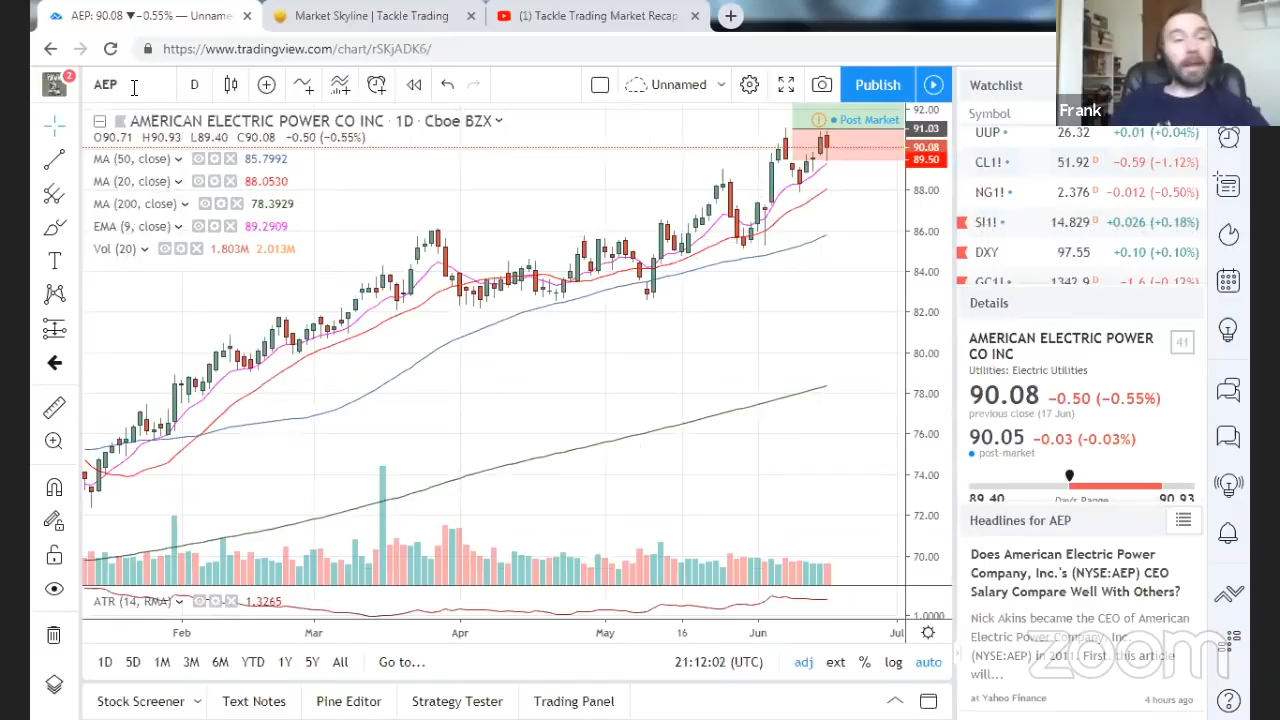 AEP: 90.08 ▼−0.55% — Unname
Market Skyline | Tackle Trading
(1) Tackle Trading Market Recap
https://www.tradingview.com/chart/rSKjADK6/
2
AEP
D
Unnamed
Publish
Frank
AMERICAN ELECTRIC POWER CO INC
D · Cboe BZX
O90.71 H90.93 L89.40 C90.08 −0.50 (−0.55%)
MA (50, close) 85.7992
MA (20, close) 88.0530
MA (200, close) 78.3929
EMA (9, close) 89.2909
Vol (20) 1.803M 2.013M
Post Market
92.00
91.03
90.08
89.50
88.00
86.00
84.00
82.00
80.00
78.00
76.00
74.00
72.00
70.00
ATR (14, RMA) 1.3265
1.0000
Feb Mar Apr May 16 Jun Jul
1D 5D 1M 3M 6M YTD 1Y 5Y All Go to... 21:12:02 (UTC) adj ext % log auto
Stock Screener Text Notes Pine Editor Strategy Tester Trading Panel
Watchlist
Symbol
UUP 26.32 +0.01 (+0.04%)
CL1! 51.92 D −0.59 (−1.12%)
NG1! 2.376 D −0.012 (−0.50%)
SI1! 14.829 D +0.026 (+0.18%)
DXY 97.55 +0.10 (+0.10%)
GC1! 1342.9 D −1.6 (−0.12%)
Details
AMERICAN ELECTRIC POWER
CO INC
41
Utilities: Electric Utilities
90.08 −0.50 (−0.55%)
previous close (17 Jun)
90.05 −0.03 (−0.03%)
post-market
89.40 Day's Range 90.93
Headlines for AEP
Does American Electric Power
Company, Inc.'s (NYSE:AEP) CEO
Salary Compare Well With Others?
Nick Akins became the CEO of American
Electric Power Company, Inc.
(NYSE:AEP) in 2011. First, this article
will...
at Yahoo Finance 4 hours ago
zoom